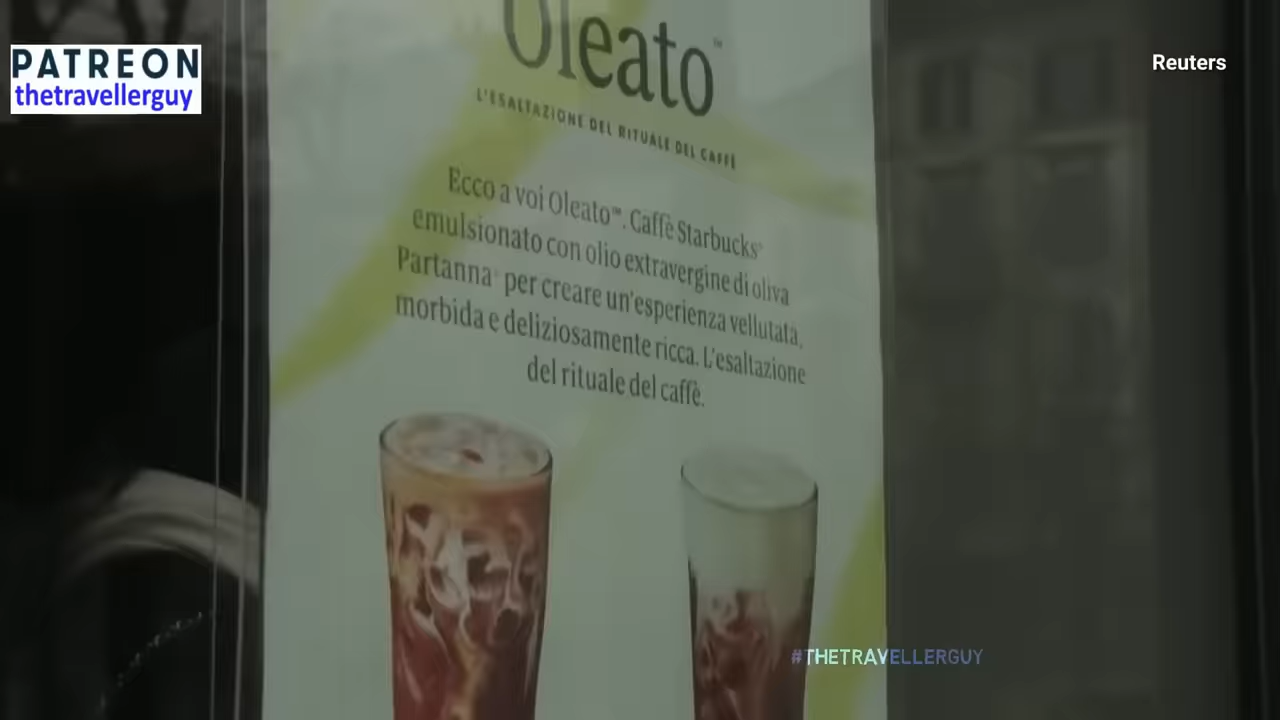 PATREON
thetravellerguy
Reuters
Oleato™
L'ESALTAZIONE DEL RITUALE DEL CAFFÈ
Ecco a voi Oleato™. Caffè Starbucks®
emulsionato con olio extravergine di oliva
Partanna® per creare un'esperienza vellutata,
morbida e deliziosamente ricca. L'esaltazione
del rituale del caffè.
#THETRAVELLERGUY